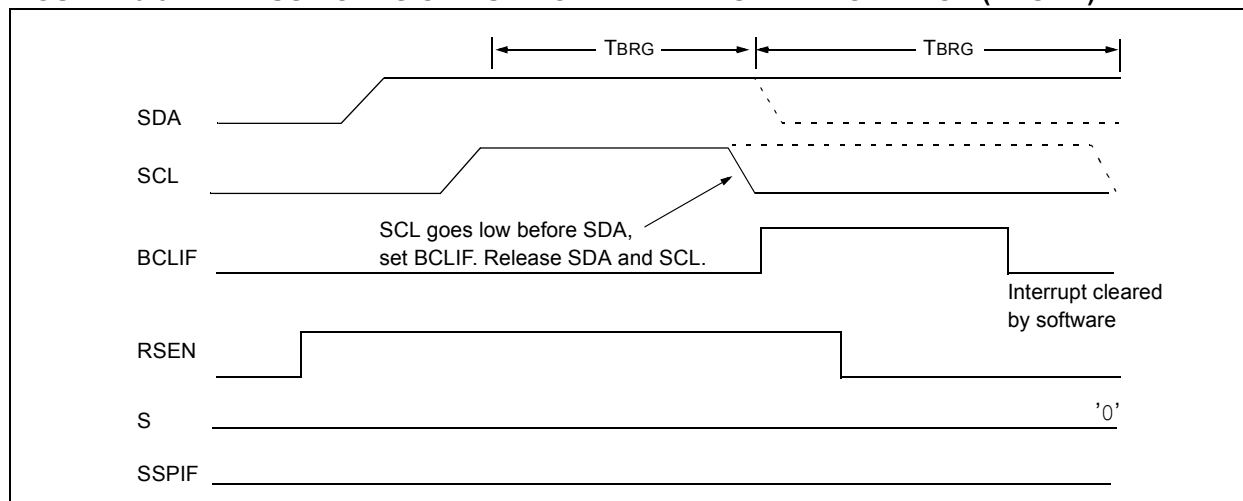 TBRG TBRG
SDA
SCL
SCL goes low before SDA,
set BCLIF. Release SDA and SCL.
BCLIF
Interrupt cleared
by software
RSEN
S '0'
SSPIF